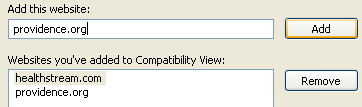 Add this website:
providence.org
Add
Websites you've added to Compatibility View:
healthstream.com
providence.org
Remove